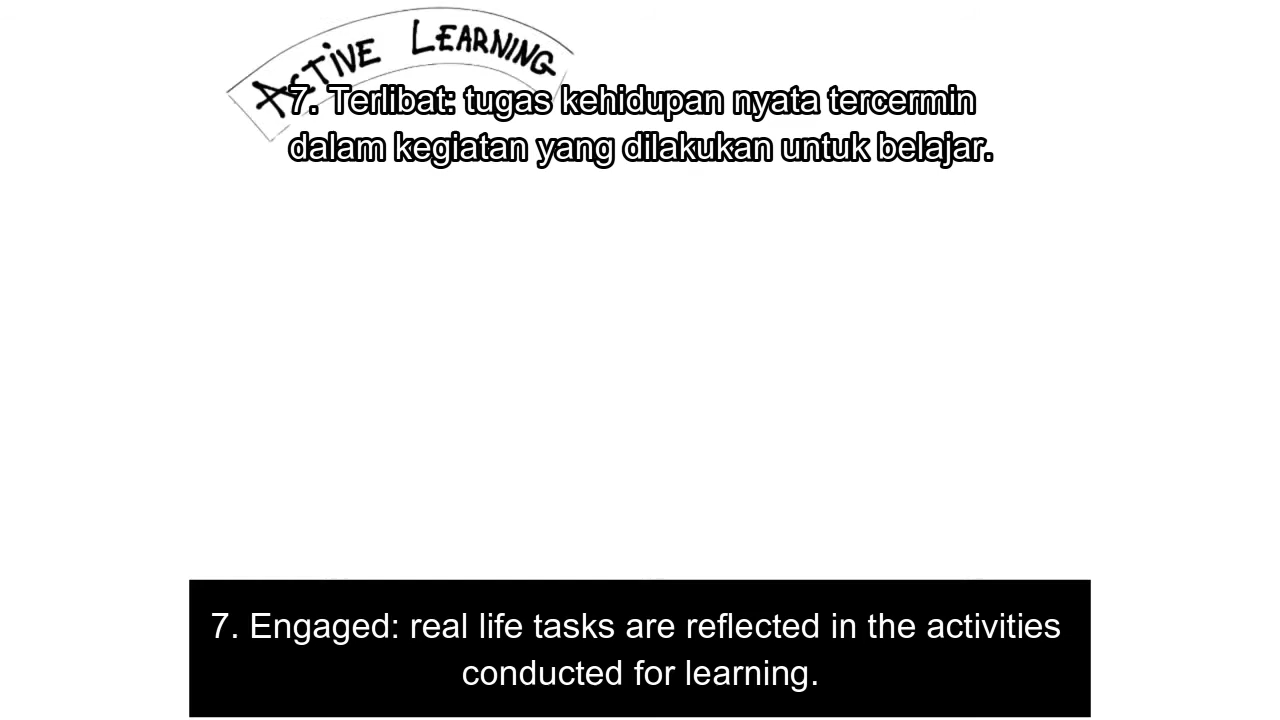 ACTIVE LEARNING
7. Terlibat: tugas kehidupan nyata tercermin
dalam kegiatan yang dilakukan untuk belajar.
7. Engaged: real life tasks are reflected in the activities
conducted for learning.